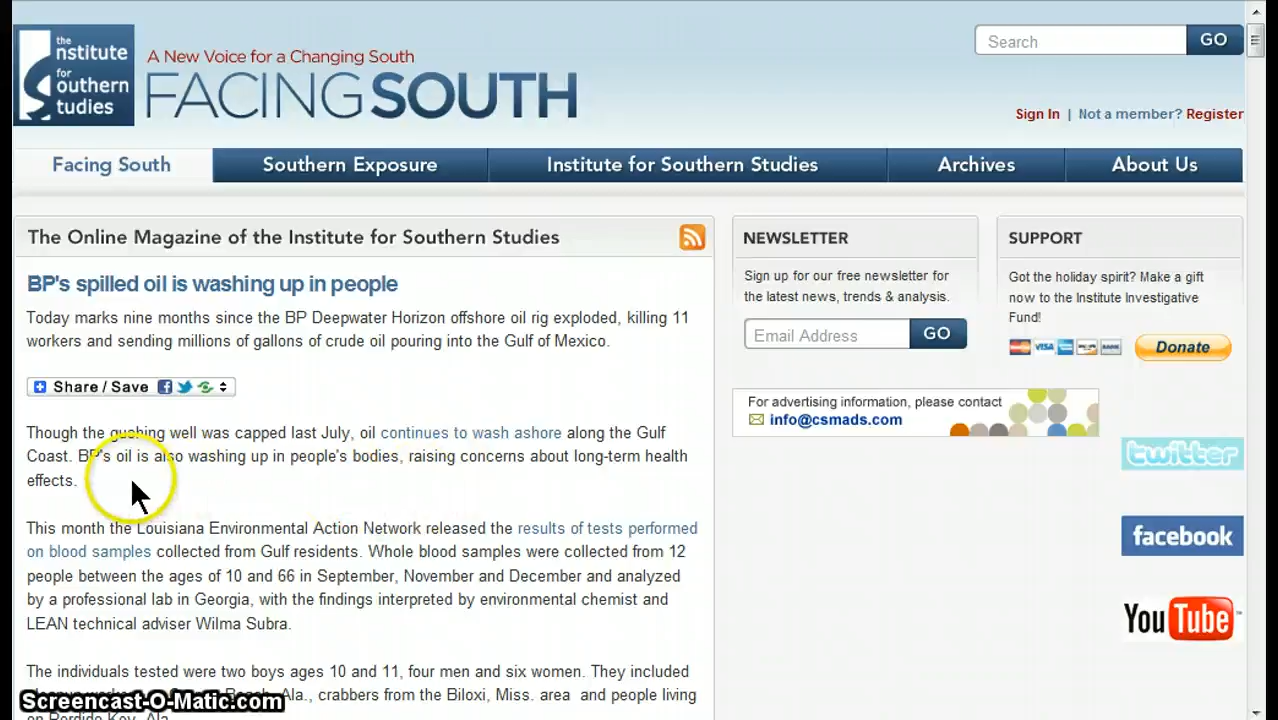 the
nstitute
for
outhern
tudies
A New Voice for a Changing South
FACINGSOUTH
Search
GO
Sign In | Not a member? Register
Facing South
Southern Exposure
Institute for Southern Studies
Archives
About Us
The Online Magazine of the Institute for Southern Studies
BP's spilled oil is washing up in people
Today marks nine months since the BP Deepwater Horizon offshore oil rig exploded, killing 11
workers and sending millions of gallons of crude oil pouring into the Gulf of Mexico.
Share / Save
Though the gushing well was capped last July, oil continues to wash ashore along the Gulf
Coast. BP's oil is also washing up in people's bodies, raising concerns about long-term health
effects.
This month the Louisiana Environmental Action Network released the results of tests performed
on blood samples collected from Gulf residents. Whole blood samples were collected from 12
people between the ages of 10 and 66 in September, November and December and analyzed
by a professional lab in Georgia, with the findings interpreted by environmental chemist and
LEAN technical adviser Wilma Subra.
The individuals tested were two boys ages 10 and 11, four men and six women. They included
Ala., crabbers from the Biloxi, Miss. area and people living
on Perdido Key, Ala.
NEWSLETTER
Sign up for our free newsletter for
the latest news, trends & analysis.
Email Address
GO
SUPPORT
Got the holiday spirit? Make a gift
now to the Institute Investigative
Fund!
VISA
Donate
For advertising information, please contact
info@csmads.com
twitter
facebook
YouTube
Screencast-O-Matic.com